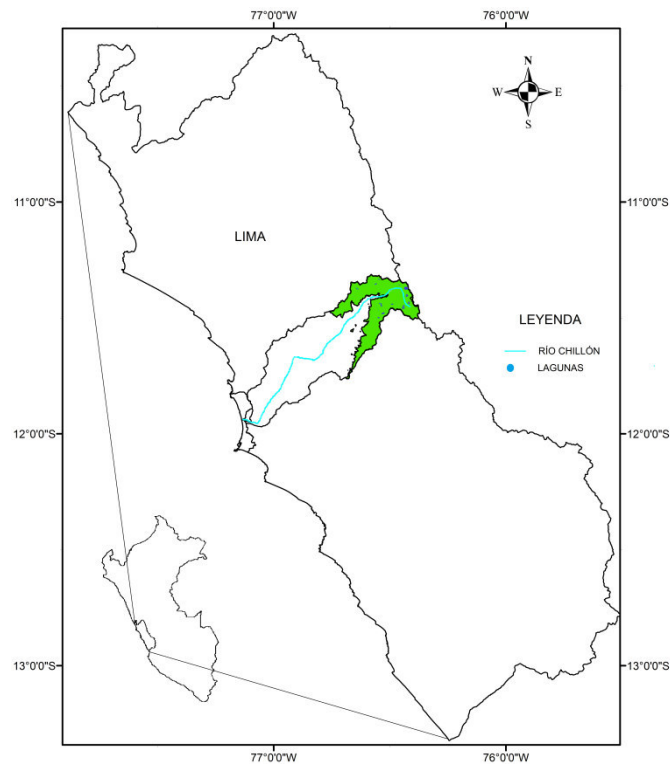 77°0'0"W 76°0'0"W
N
W E
S
11°0'0"S 11°0'0"S
LIMA
LEYENDA
RÍO CHILLÓN
LAGUNAS
12°0'0"S 12°0'0"S
13°0'0"S 13°0'0"S
77°0'0"W 76°0'0"W